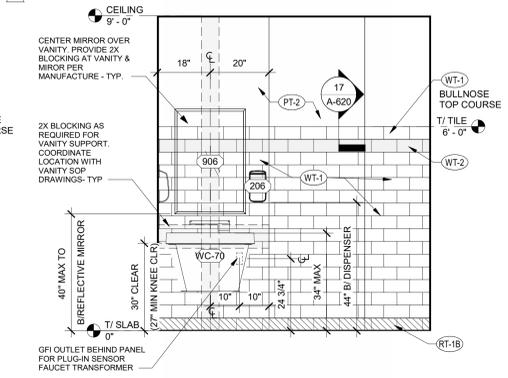 CEILING
9' - 0"
CENTER MIRROR OVER
VANITY. PROVIDE 2X
BLOCKING AT VANITY &
MIROR PER
MANUFACTURE - TYP.
18"
20"
17
A-620
PT-2
WT-1
BULLNOSE
TOP COURSE
T/ TILE
6' - 0"
SE
2X BLOCKING AS
REQUIRED FOR
VANITY SUPPORT.
COORDINATE
LOCATION WITH
VANITY SOP
DRAWINGS- TYP
906
206
WT-1
WT-2
40" MAX TO
B/REFLECTIVE MIRROR
30" CLEAR
(27" MIN KNEE CLR)
WC-70
10"
10"
24 3/4"
34" MAX
44" B/ DISPENSER
T/ SLAB
0"
RT-1B
GFI OUTLET BEHIND PANEL
FOR PLUG-IN SENSOR
FAUCET TRANSFORMER